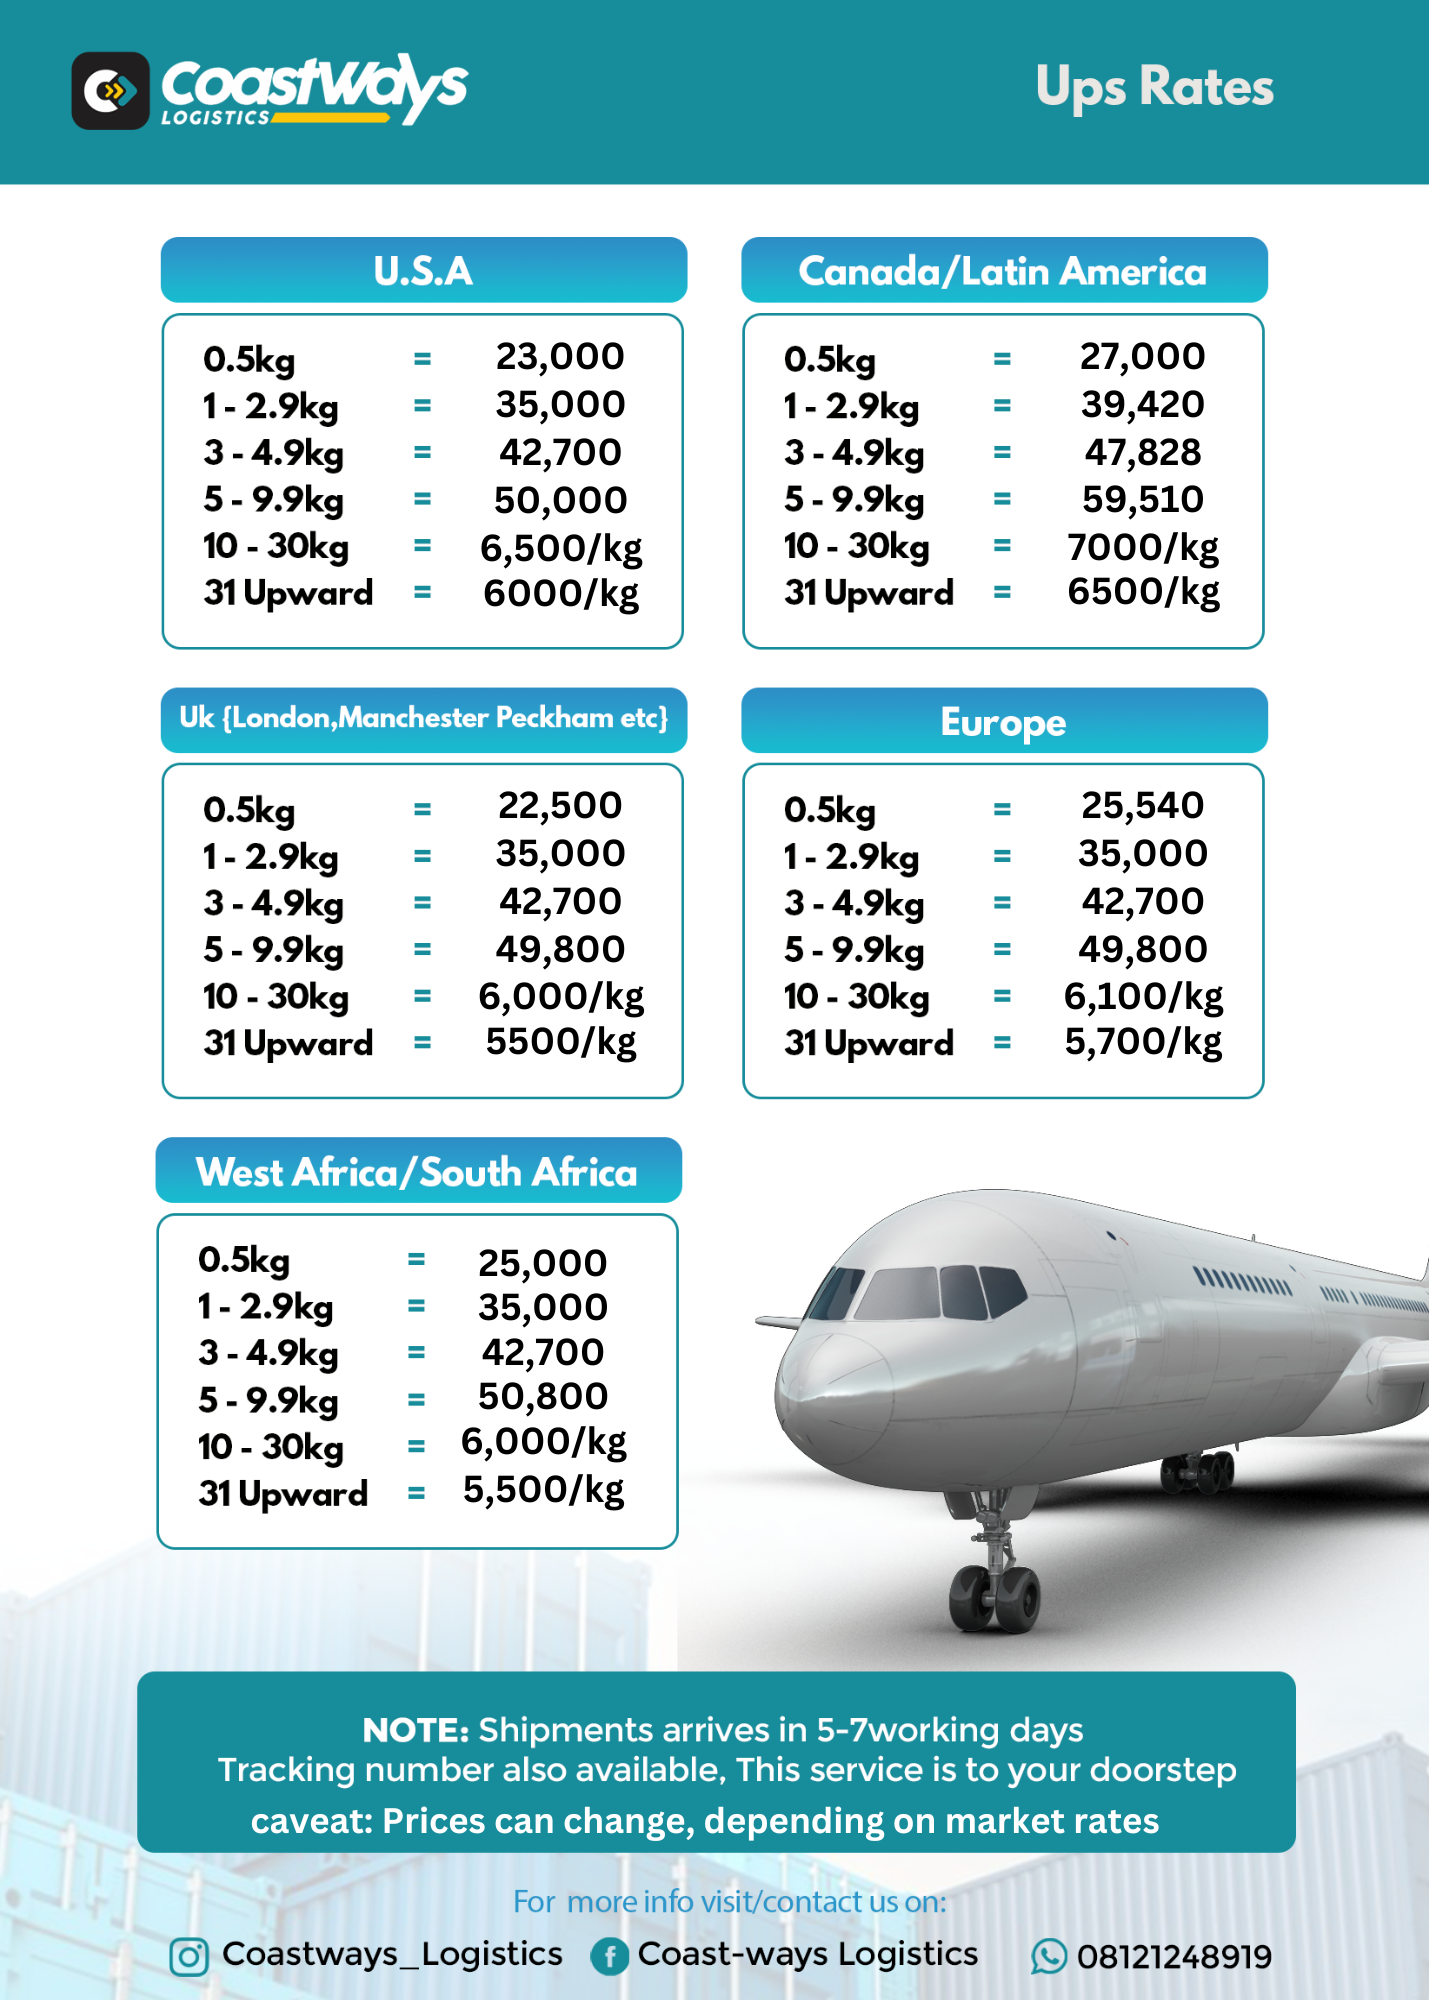 CoastWays
LOGISTICS
Ups Rates
U.S.A
0.5kg = 23,000
1 - 2.9kg = 35,000
3 - 4.9kg = 42,700
5 - 9.9kg = 50,000
10 - 30kg = 6,500/kg
31 Upward = 6000/kg
Canada/Latin America
0.5kg = 27,000
1 - 2.9kg = 39,420
3 - 4.9kg = 47,828
5 - 9.9kg = 59,510
10 - 30kg = 7000/kg
31 Upward = 6500/kg
Uk {London,Manchester Peckham etc}
0.5kg = 22,500
1 - 2.9kg = 35,000
3 - 4.9kg = 42,700
5 - 9.9kg = 49,800
10 - 30kg = 6,000/kg
31 Upward = 5500/kg
Europe
0.5kg = 25,540
1 - 2.9kg = 35,000
3 - 4.9kg = 42,700
5 - 9.9kg = 49,800
10 - 30kg = 6,100/kg
31 Upward = 5,700/kg
West Africa/South Africa
0.5kg = 25,000
1 - 2.9kg = 35,000
3 - 4.9kg = 42,700
5 - 9.9kg = 50,800
10 - 30kg = 6,000/kg
31 Upward = 5,500/kg
NOTE: Shipments arrives in 5-7working days
Tracking number also available, This service is to your doorstep
caveat: Prices can change, depending on market rates
For more info visit/contact us on:
Coastways_Logistics Coast-ways Logistics 08121248919